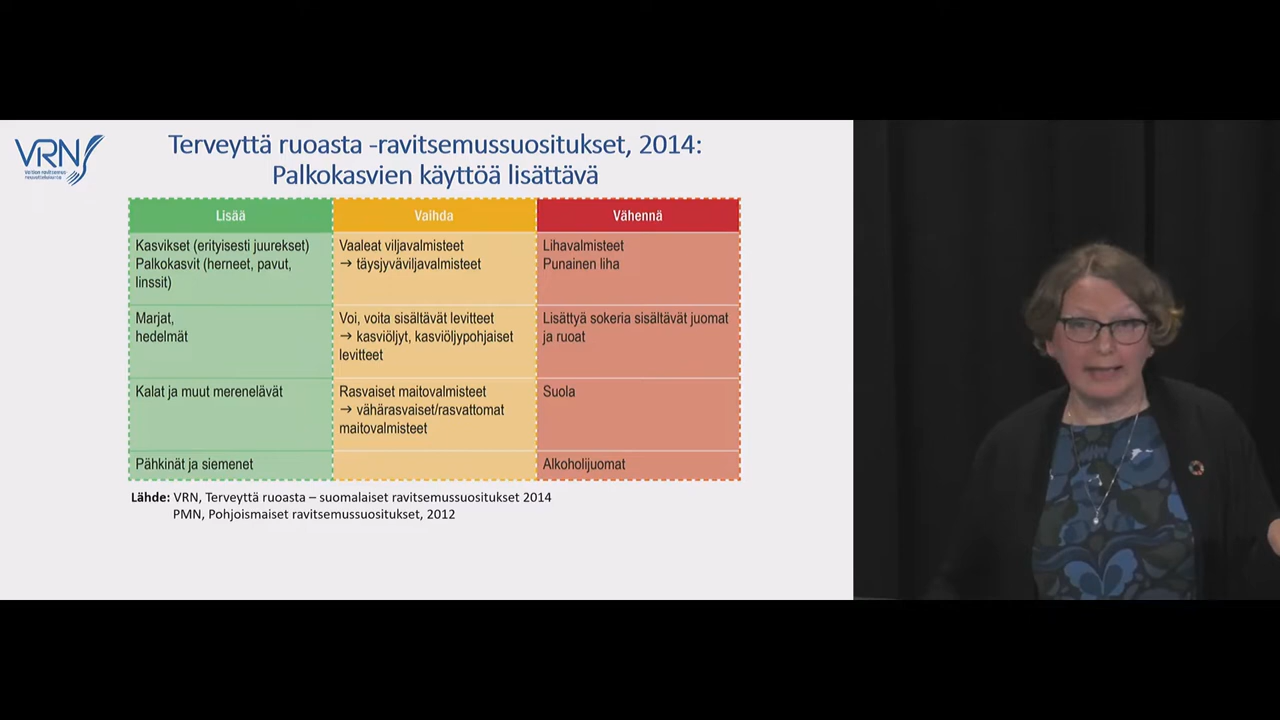 VRN
Valtion ravitsemus-
neuvottelukunta
Terveyttä ruoasta -ravitsemussuositukset, 2014:
Palkokasvien käyttöä lisättävä
Lisää
Vaihda
Vähennä
Kasvikset (erityisesti juurekset)
Palkokasvit (herneet, pavut,
linssit)
Vaaleat viljavalmisteet
→ täysjyväviljavalmisteet
Lihavalmisteet
Punainen liha
Marjat,
hedelmät
Voi, voita sisältävät levitteet
→ kasviöljyt, kasviöljypohjaiset
levitteet
Lisättyä sokeria sisältävät juomat
ja ruoat
Kalat ja muut merenelävät
Rasvaiset maitovalmisteet
→ vähärasvaiset/rasvattomat
maitovalmisteet
Suola
Pähkinät ja siemenet
Alkoholijuomat
Lähde: VRN, Terveyttä ruoasta – suomalaiset ravitsemussuositukset 2014
PMN, Pohjoismaiset ravitsemussuositukset, 2012